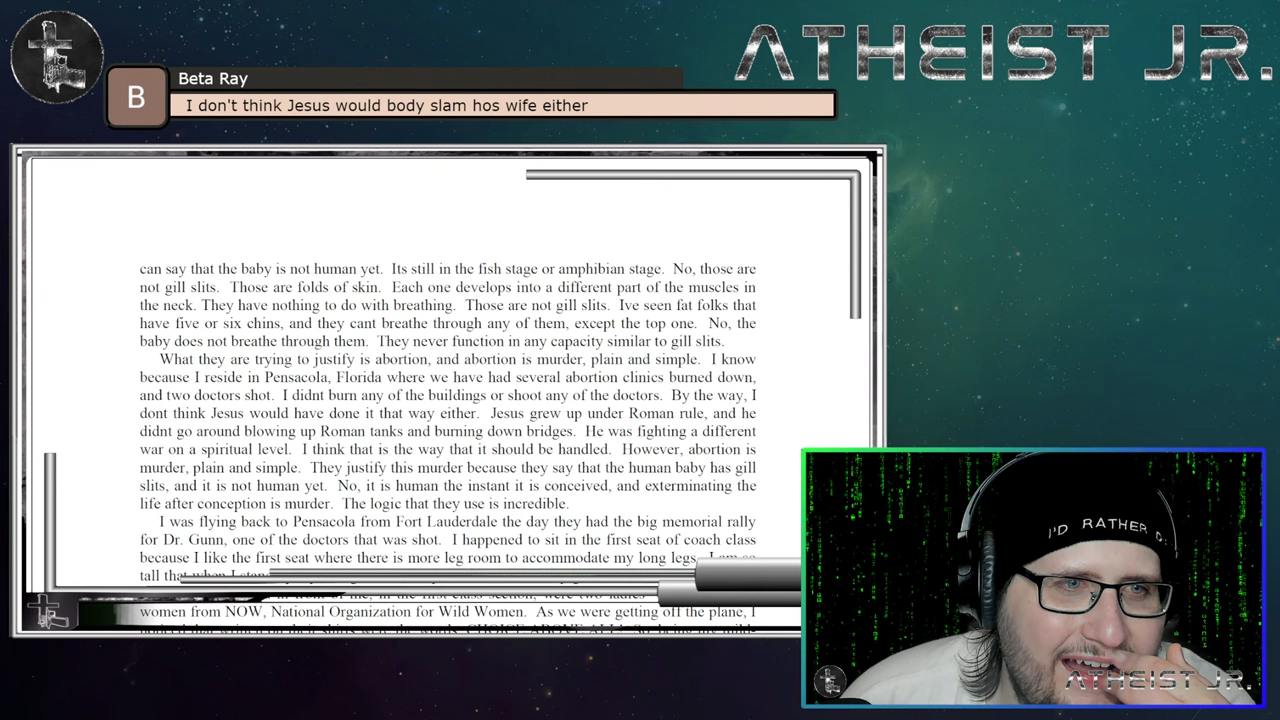 ATHEIST JR.
Beta Ray
B
I don't think Jesus would body slam hos wife either
can say that the baby is not human yet. Its still in the fish stage or amphibian stage. No, those are
not gill slits. Those are folds of skin. Each one develops into a different part of the muscles in
the neck. They have nothing to do with breathing. Those are not gill slits. Ive seen fat folks that
have five or six chins, and they cant breathe through any of them, except the top one. No, the
baby does not breathe through them. They never function in any capacity similar to gill slits.
What they are trying to justify is abortion, and abortion is murder, plain and simple. I know
because I reside in Pensacola, Florida where we have had several abortion clinics burned down,
and two doctors shot. I didnt burn any of the buildings or shoot any of the doctors. By the way, I
dont think Jesus would have done it that way either. Jesus grew up under Roman rule, and he
didnt go around blowing up Roman tanks and burning down bridges. He was fighting a different
war on a spiritual level. I think that is the way that it should be handled. However, abortion is
murder, plain and simple. They justify this murder because they say that the human baby has gill
slits, and it is not human yet. No, it is human the instant it is conceived, and exterminating the
life after conception is murder. The logic that they use is incredible.
I was flying back to Pensacola from Fort Lauderdale the day they had the big memorial rally
for Dr. Gunn, one of the doctors that was shot. I happened to sit in the first seat of coach class
because I like the first seat where there is more leg room to accommodate my long legs. I am so
tall that when I
in the first class section, were two ladies
women from NOW, National Organization for Wild Women. As we were getting off the plane, I
CHOICE ABOVE ALL
I'D RATHER
ATHEIST JR.